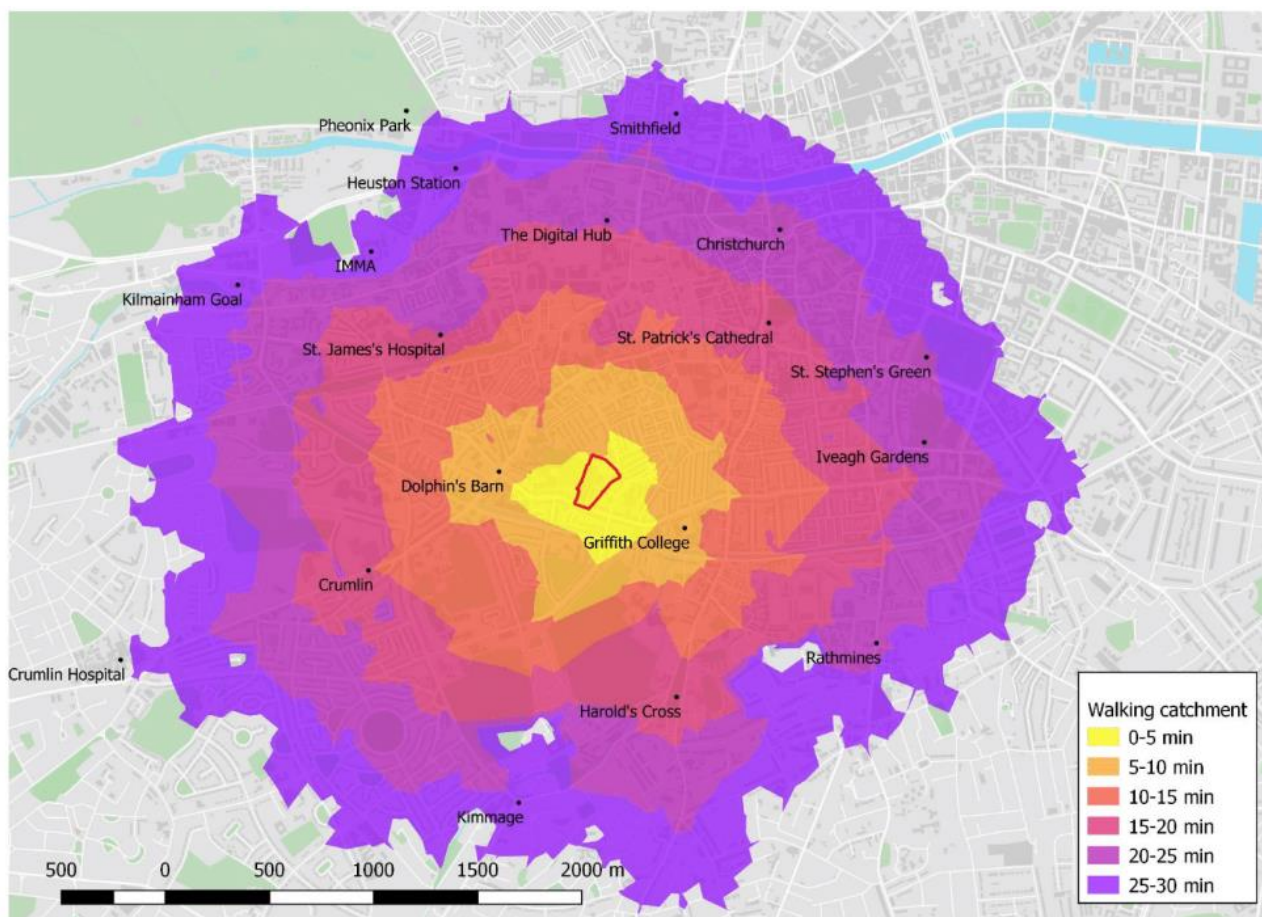 Pheonix Park
Smithfield
Heuston Station
The Digital Hub
Christchurch
IMMA
Kilmainham Goal
St. James's Hospital
St. Patrick's Cathedral
St. Stephen's Green
Iveagh Gardens
Dolphin's Barn
Griffith College
Crumlin
Rathmines
Crumlin Hospital
Harold's Cross
Kimmage
Walking catchment
0-5 min
5-10 min
10-15 min
15-20 min
20-25 min
25-30 min
500 0 500 1000 1500 2000 m